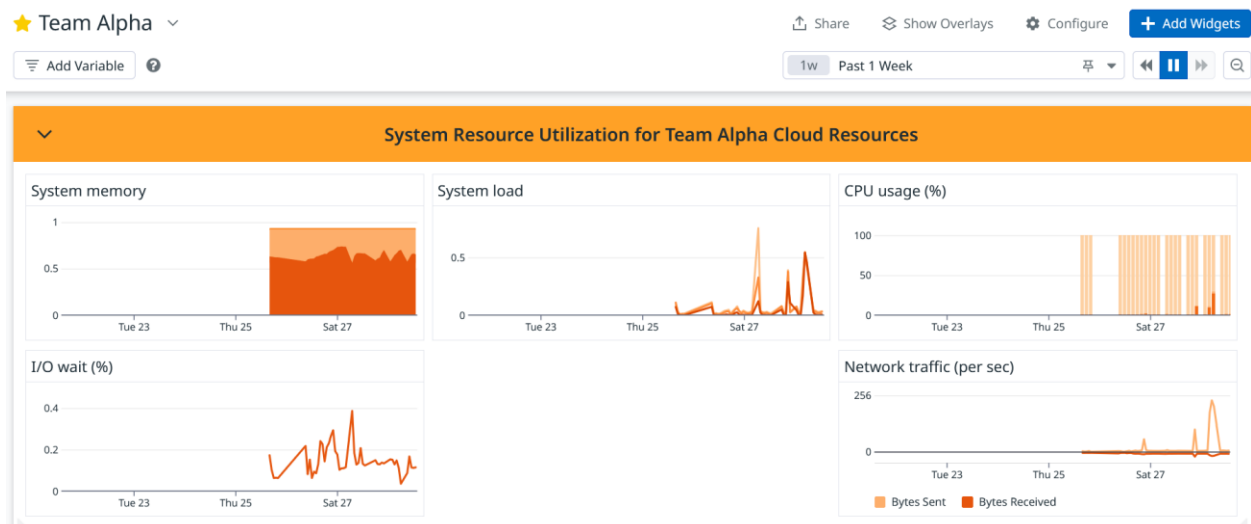 Team Alpha
Share
Show Overlays
Configure
+ Add Widgets
Add Variable
?
1w Past 1 Week
System Resource Utilization for Team Alpha Cloud Resources
System memory
1
0.5
0
Tue 23 Thu 25 Sat 27
System load
0.5
0
Tue 23 Thu 25 Sat 27
CPU usage (%)
100
50
0
Tue 23 Thu 25 Sat 27
I/O wait (%)
0.4
0.2
0
Tue 23 Thu 25 Sat 27
Network traffic (per sec)
256
0
Tue 23 Thu 25 Sat 27
Bytes Sent Bytes Received